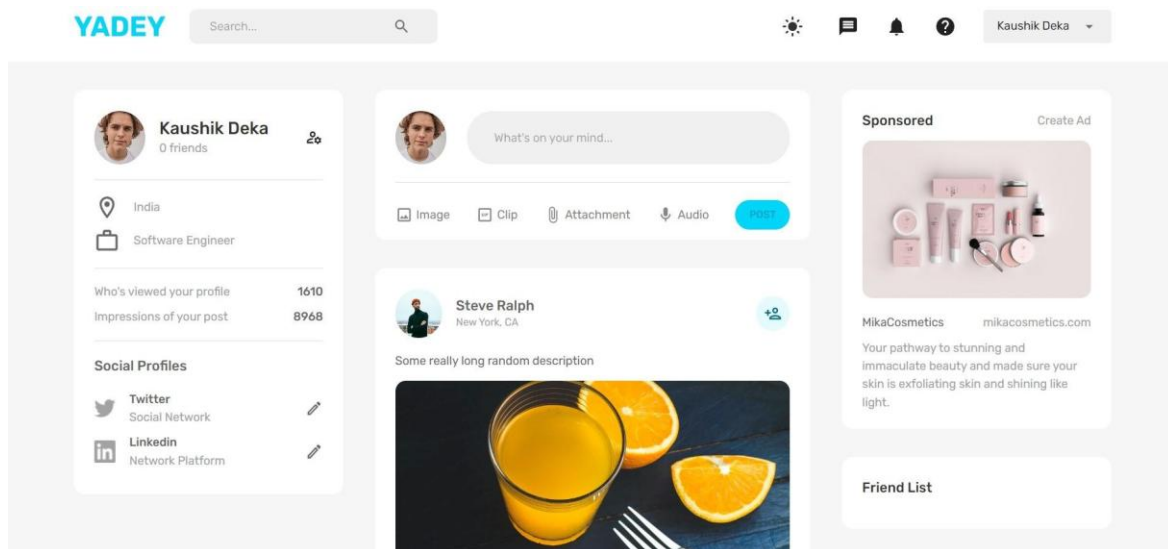 YADEY
Search...
Kaushik Deka
Kaushik Deka
0 friends
India
Software Engineer
Who's viewed your profile 1610
Impressions of your post 8968
Social Profiles
Twitter
Social Network
Linkedin
Network Platform
What's on your mind...
Image Clip Attachment Audio POST
Steve Ralph
New York, CA
Some really long random description
Sponsored Create Ad
MikaCosmetics mikacosmetics.com
Your pathway to stunning and
immaculate beauty and made sure your
skin is exfoliating skin and shining like
light.
Friend List